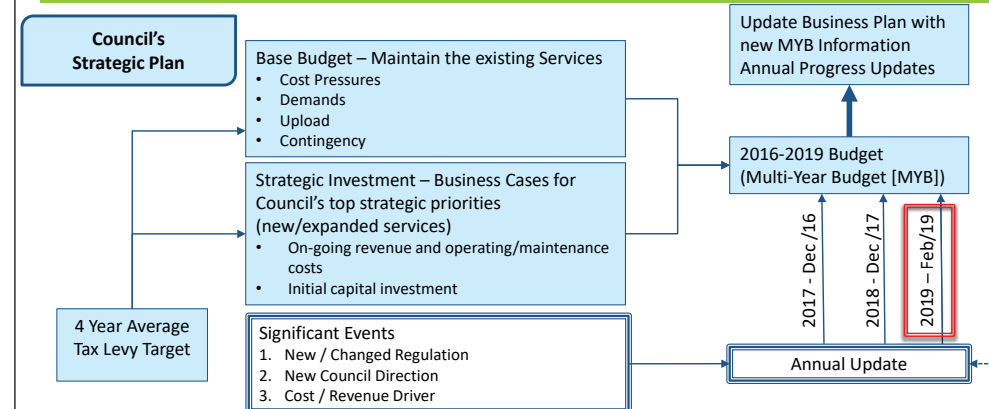 Council's
Strategic Plan
Base Budget – Maintain the existing Services
• Cost Pressures
• Demands
• Upload
• Contingency
Strategic Investment – Business Cases for
Council's top strategic priorities
(new/expanded services)
• On-going revenue and operating/maintenance
costs
• Initial capital investment
4 Year Average
Tax Levy Target
Significant Events
1. New / Changed Regulation
2. New Council Direction
3. Cost / Revenue Driver
Update Business Plan with
new MYB Information
Annual Progress Updates
2016-2019 Budget
(Multi-Year Budget [MYB])
2017 - Dec /16
2018 - Dec /17
2019 – Feb/19
Annual Update